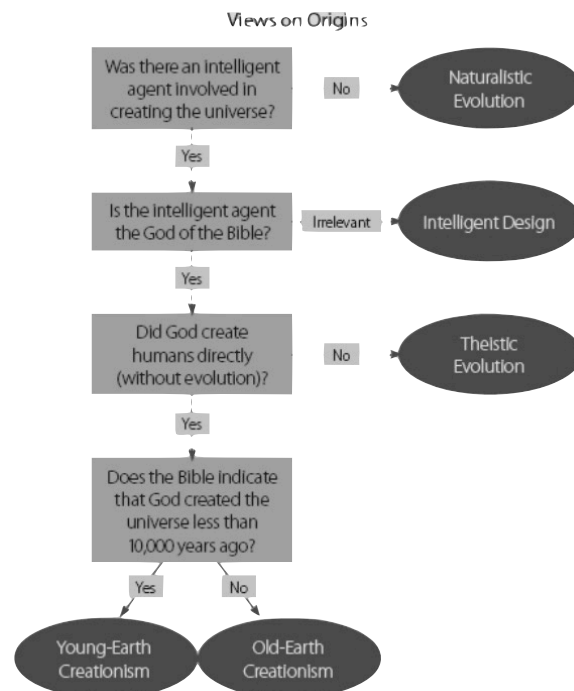 Views on Origins
Was there an intelligent
agent involved in
creating the universe?
No
Naturalistic
Evolution
Yes
Is the intelligent agent
the God of the Bible?
Irrelevant
Intelligent Design
Yes
Did God create
humans directly
(without evolution)?
No
Theistic
Evolution
Yes
Does the Bible indicate
that God created the
universe less than
10,000 years ago?
Yes
No
Young-Earth
Creationism
Old-Earth
Creationism